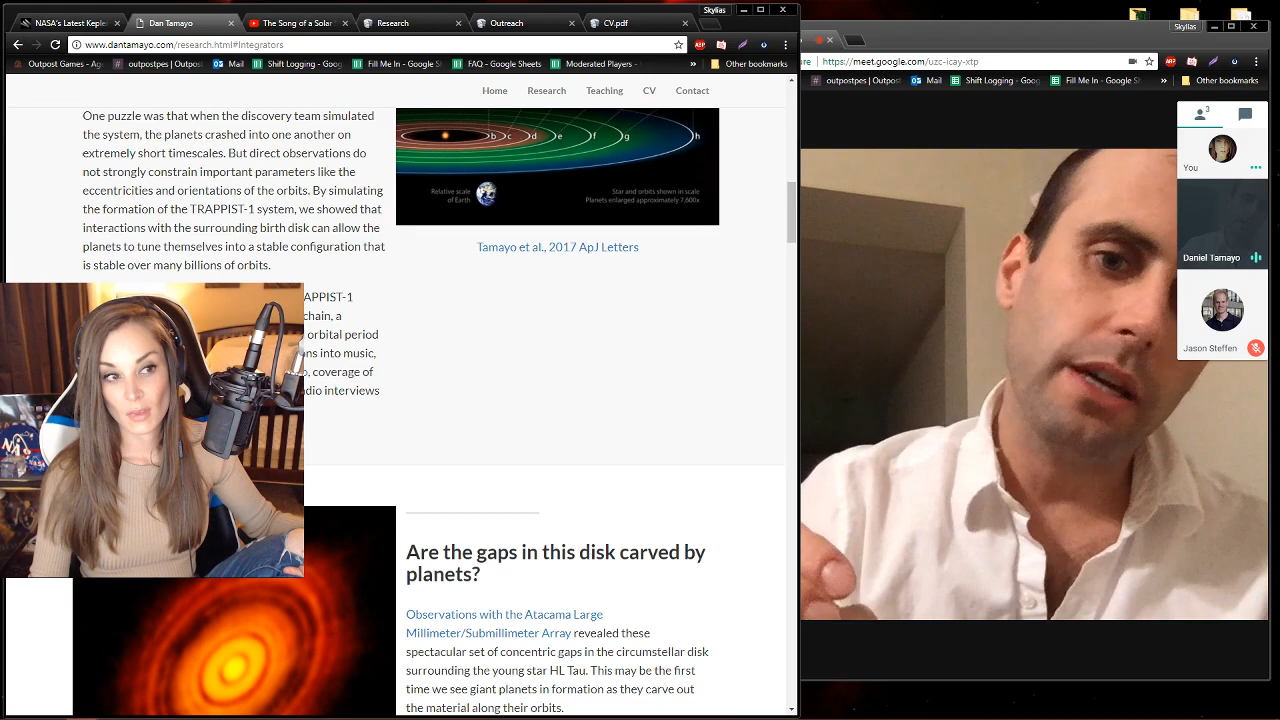 Skylias
NASA's Latest Kepler
Dan Tamayo
The Song of a Solar
Research
Outreach
CV.pdf
www.dantamayo.com/research.html#Integrators
Outpost Games - Ag
outpostpes | Outpost
Mail
Shift Logging - Goog
Fill Me In! - Google S
FAQ - Google Sheets
Moderated Players -
»
Other bookmarks
Home
Research
Teaching
CV
Contact
One puzzle was that when the discovery team simulated
the system, the planets crashed into one another on
extremely short timescales. But direct observations do
not strongly constrain important parameters like the
eccentricities and orientations of the orbits. By simulating
the formation of the TRAPPIST-1 system, we showed that
interactions with the surrounding birth disk can allow the
planets to tune themselves into a stable configuration that
is stable over many billions of orbits.
APPIST-1
chain, a
orbital period
ns into music,
o, coverage of
dio interviews
b c d e f g h
Relative scale
of Earth
Star and orbits shown in scale
Planets enlarged approximately 7,600x
Tamayo et al., 2017 ApJ Letters
NASA
Are the gaps in this disk carved by
planets?
Observations with the Atacama Large
Millimeter/Submillimeter Array revealed these
spectacular set of concentric gaps in the circumstellar disk
surrounding the young star HL Tau. This may be the first
time we see giant planets in formation as they carve out
the material along their orbits.
Skylias
https://meet.google.com/uzc-icay-xtp
outpostpes | Outpost
Mail
Shift Logging - Goog
Fill Me In! - Google Sh
»
Other bookmarks
3
You
Daniel Tamayo
Jason Steffen